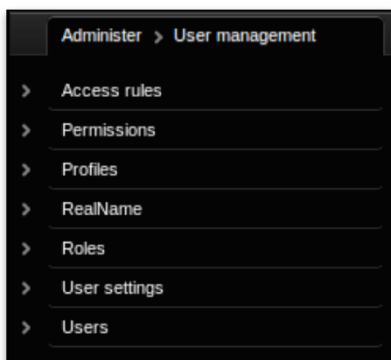 Administer > User management
Access rules
Permissions
Profiles
RealName
Roles
User settings
Users